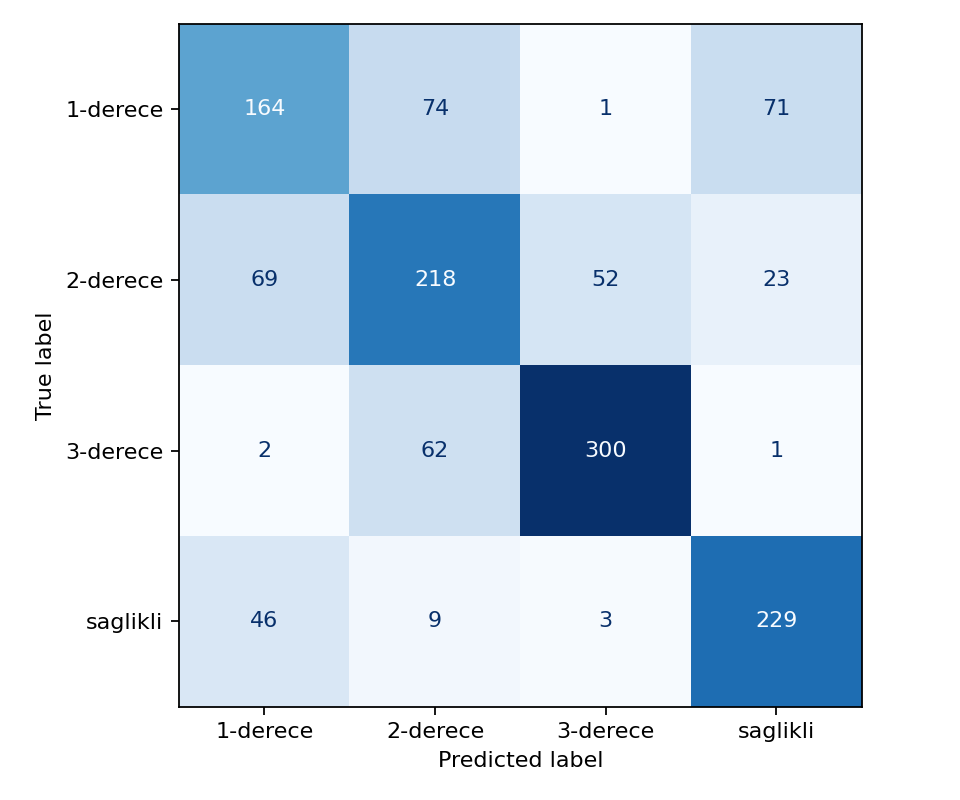 1-derece 164 74 1 71
2-derece 69 218 52 23
3-derece 2 62 300 1
saglikli 46 9 3 229
True label
1-derece 2-derece 3-derece saglikli
Predicted label